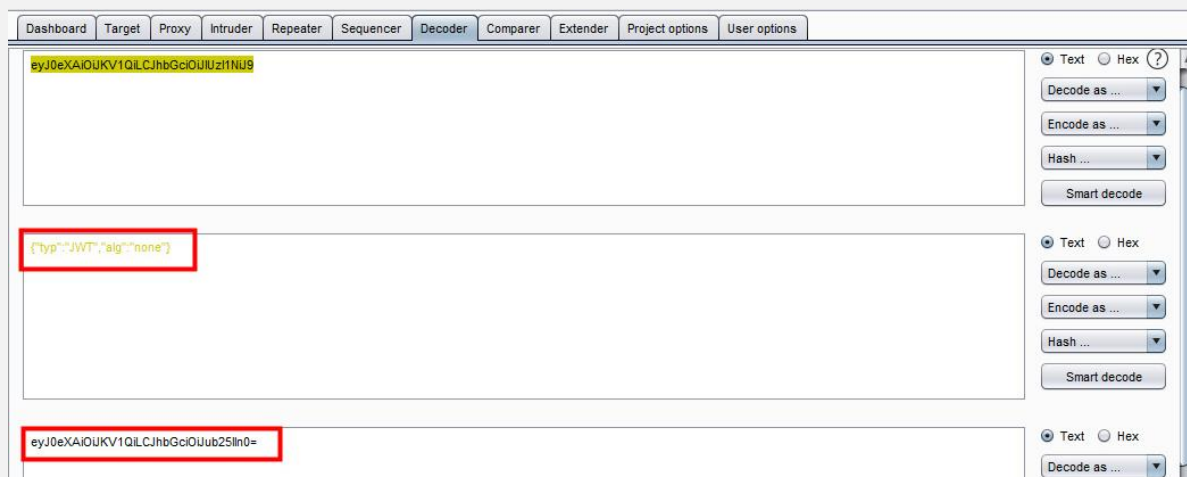 Dashboard Target Proxy Intruder Repeater Sequencer Decoder Comparer Extender Project options User options
eyJ0eXAiOiJKV1QiLCJhbGciOiJIUzI1NiJ9
Text Hex ?
Decode as ...
Encode as ...
Hash ...
Smart decode
{"typ":"JWT","alg":"none"}
Text Hex
Decode as ...
Encode as ...
Hash ...
Smart decode
eyJ0eXAiOiJKV1QiLCJhbGciOiJub25lIn0=
Text Hex
Decode as ...